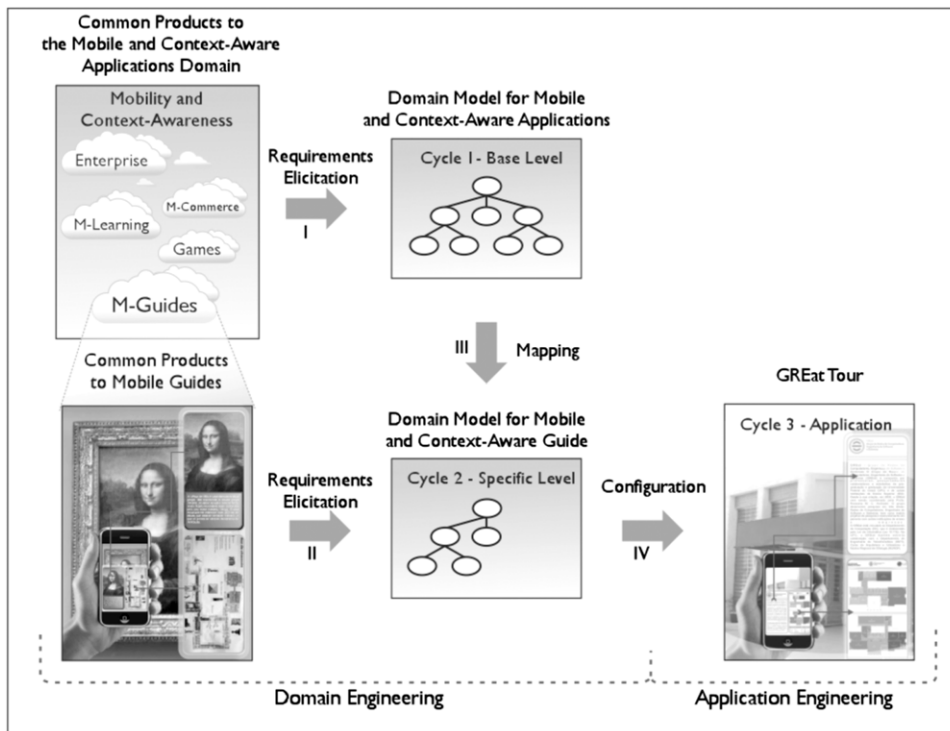 Common Products to
the Mobile and Context-Aware
Applications Domain
Mobility and
Context-Awareness
Enterprise
M-Learning
M-Commerce
Games
M-Guides
Requirements
Elicitation
I
Domain Model for Mobile
and Context-Aware Applications
Cycle I - Base Level
III
Mapping
Common Products
to Mobile Guides
Requirements
Elicitation
II
Domain Model for Mobile
and Context-Aware Guide
Cycle 2 - Specific Level
Configuration
IV
GREat Tour
Cycle 3 - Application
Domain Engineering
Application Engineering